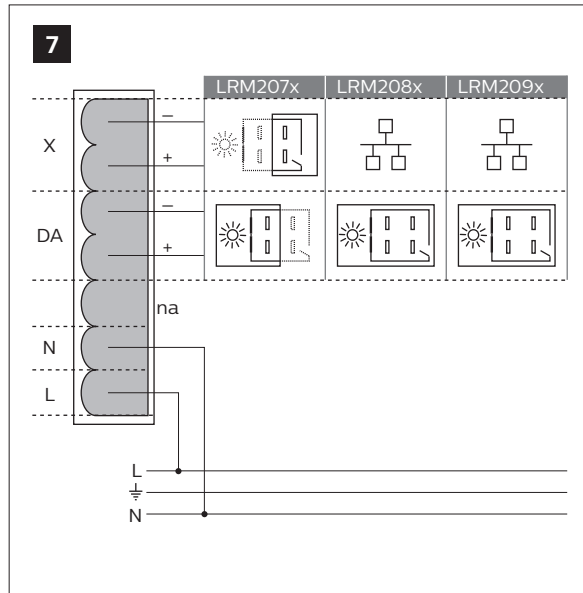 7
LRM207x LRM208x LRM209x
X
–
+
DA
–
+
na
N
L
L
N